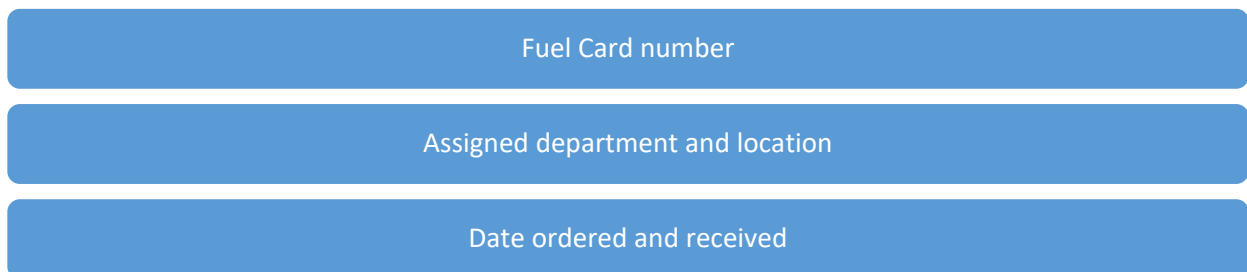 Fuel Card number
Assigned department and location
Date ordered and received